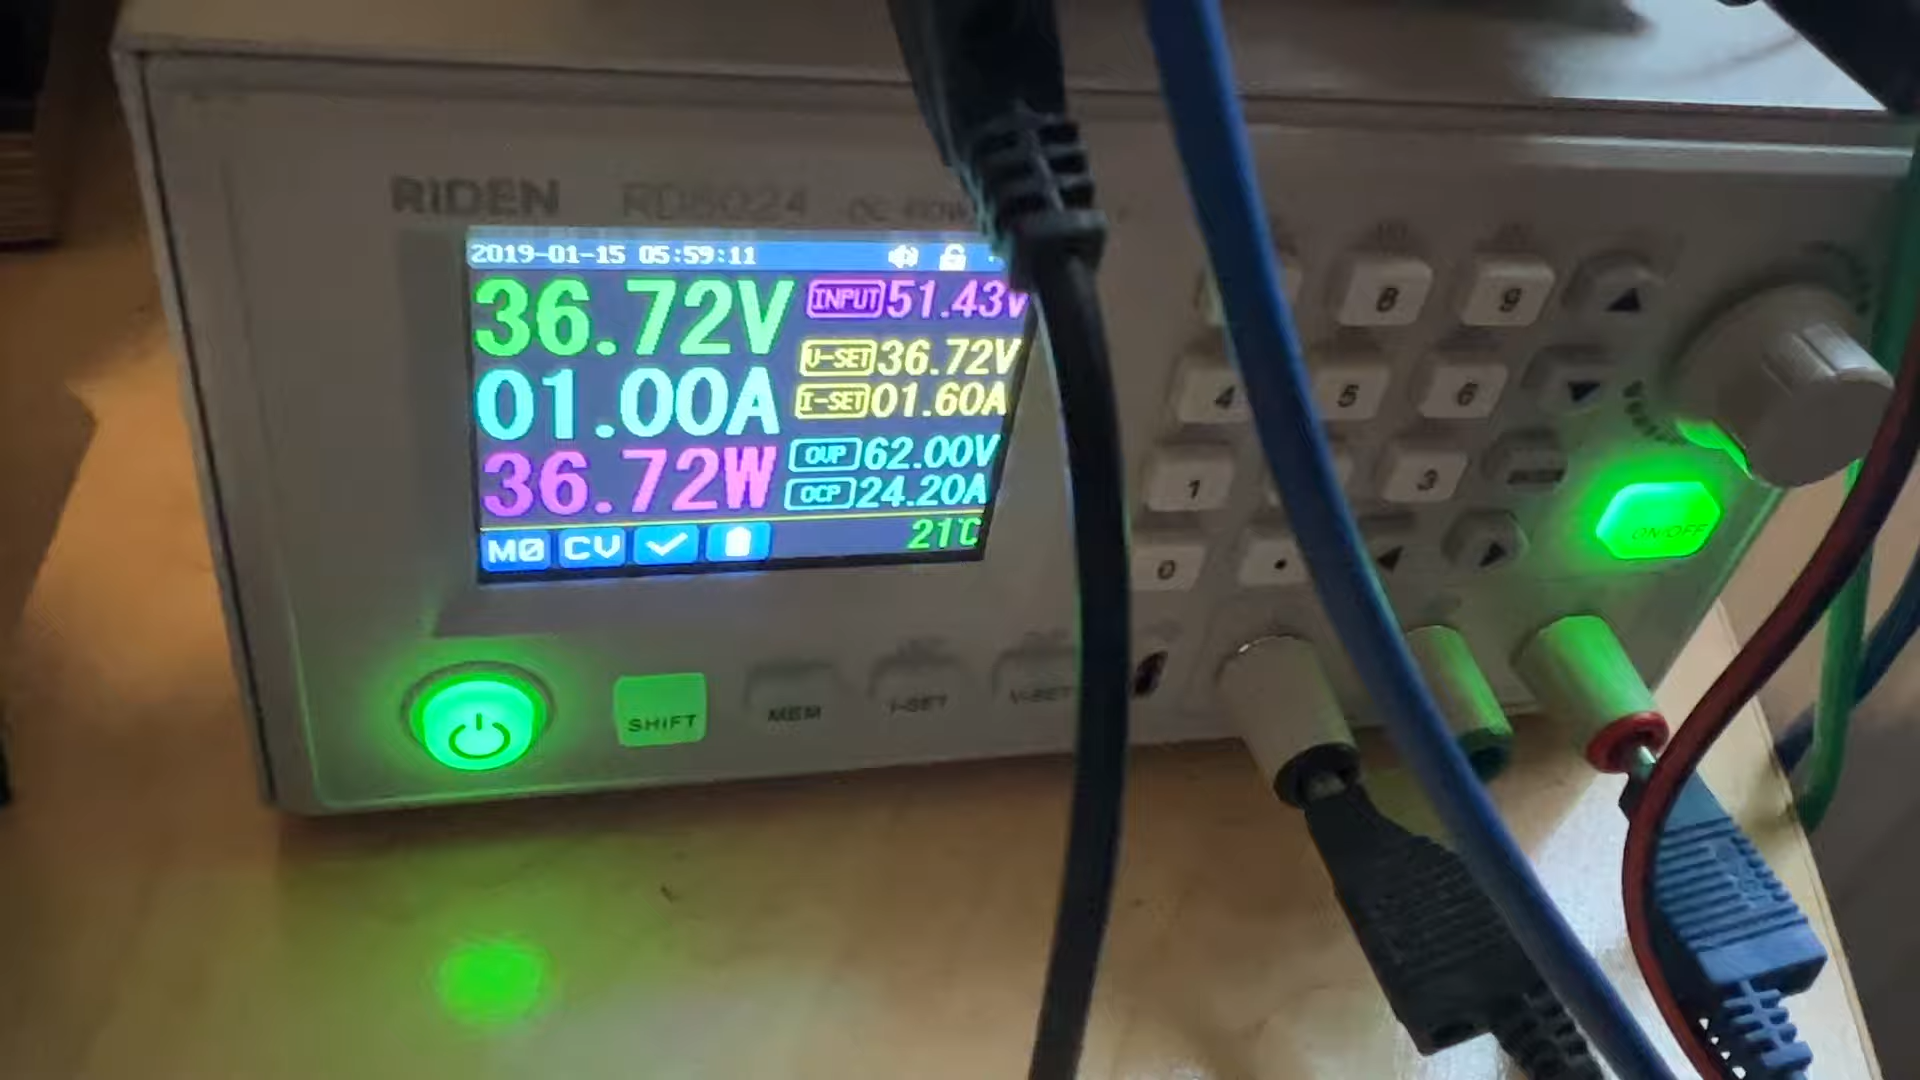 RIDEN RD6024 DC POW
2019-01-15 05:59:11
36.72V INPUT 51.43V
U-SET 36.72V
01.00A I-SET 01.60A
OVP 62.00V
36.72W OCP 24.20A
M0 CV 21℃
8 9
4 5 6
1 3
0 .
ON/OFF
SHIFT MEM I-SET V-SET